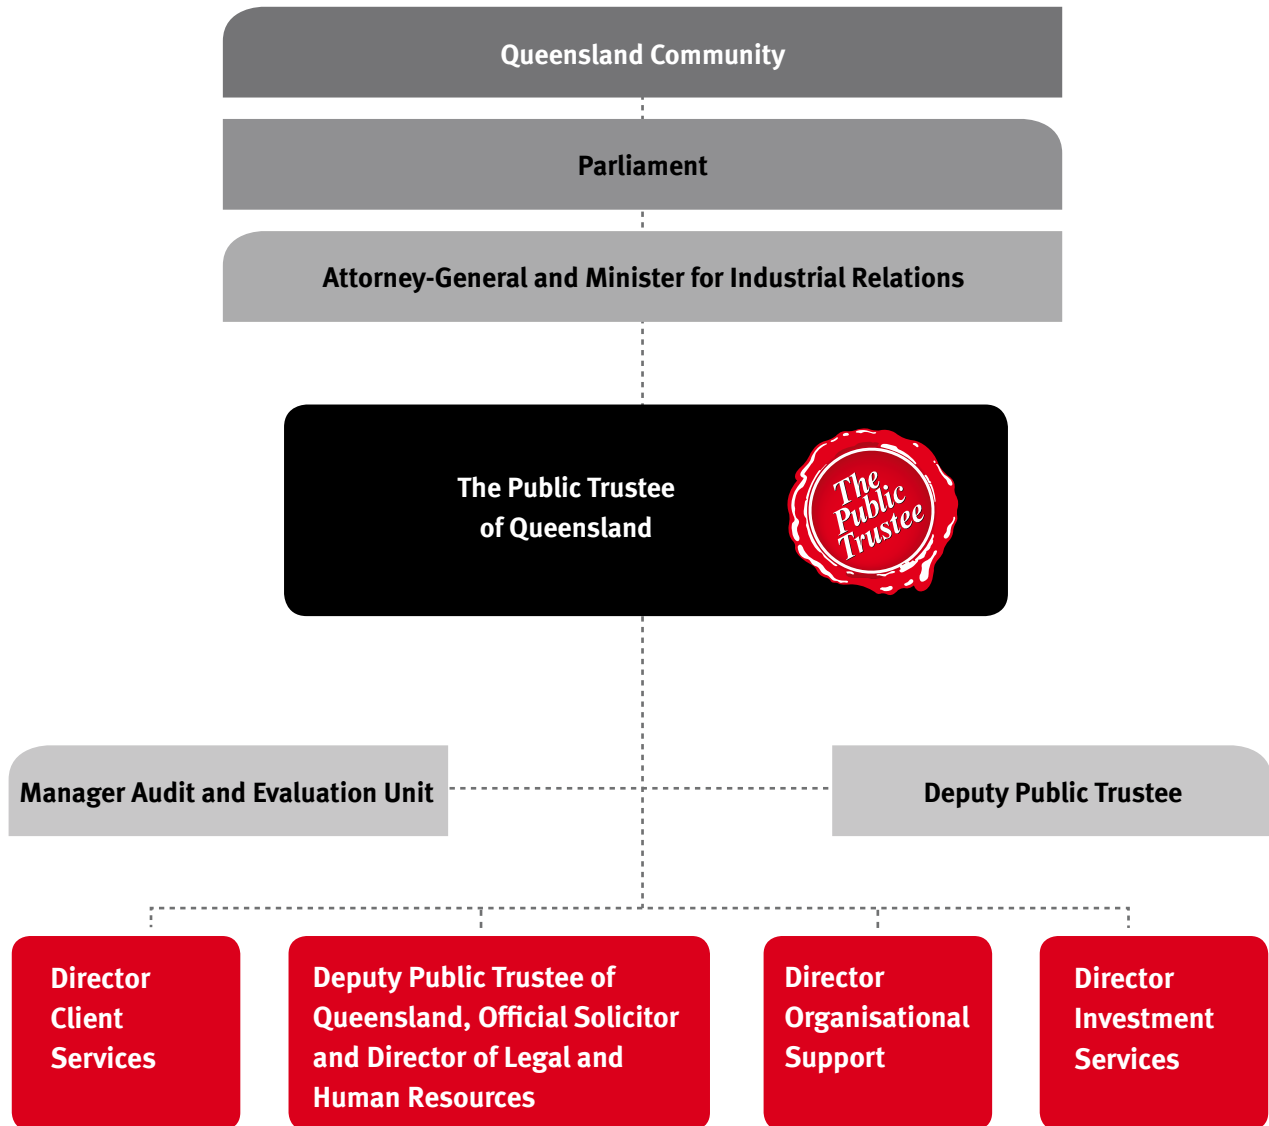 Queensland Community
Parliament
Attorney-General and Minister for Industrial Relations
The Public Trustee
of Queensland
The
Public
Trustee
Manager Audit and Evaluation Unit
Deputy Public Trustee
Director
Client
Services
Deputy Public Trustee of
Queensland, Official Solicitor
and Director of Legal and
Human Resources
Director
Organisational
Support
Director
Investment
Services